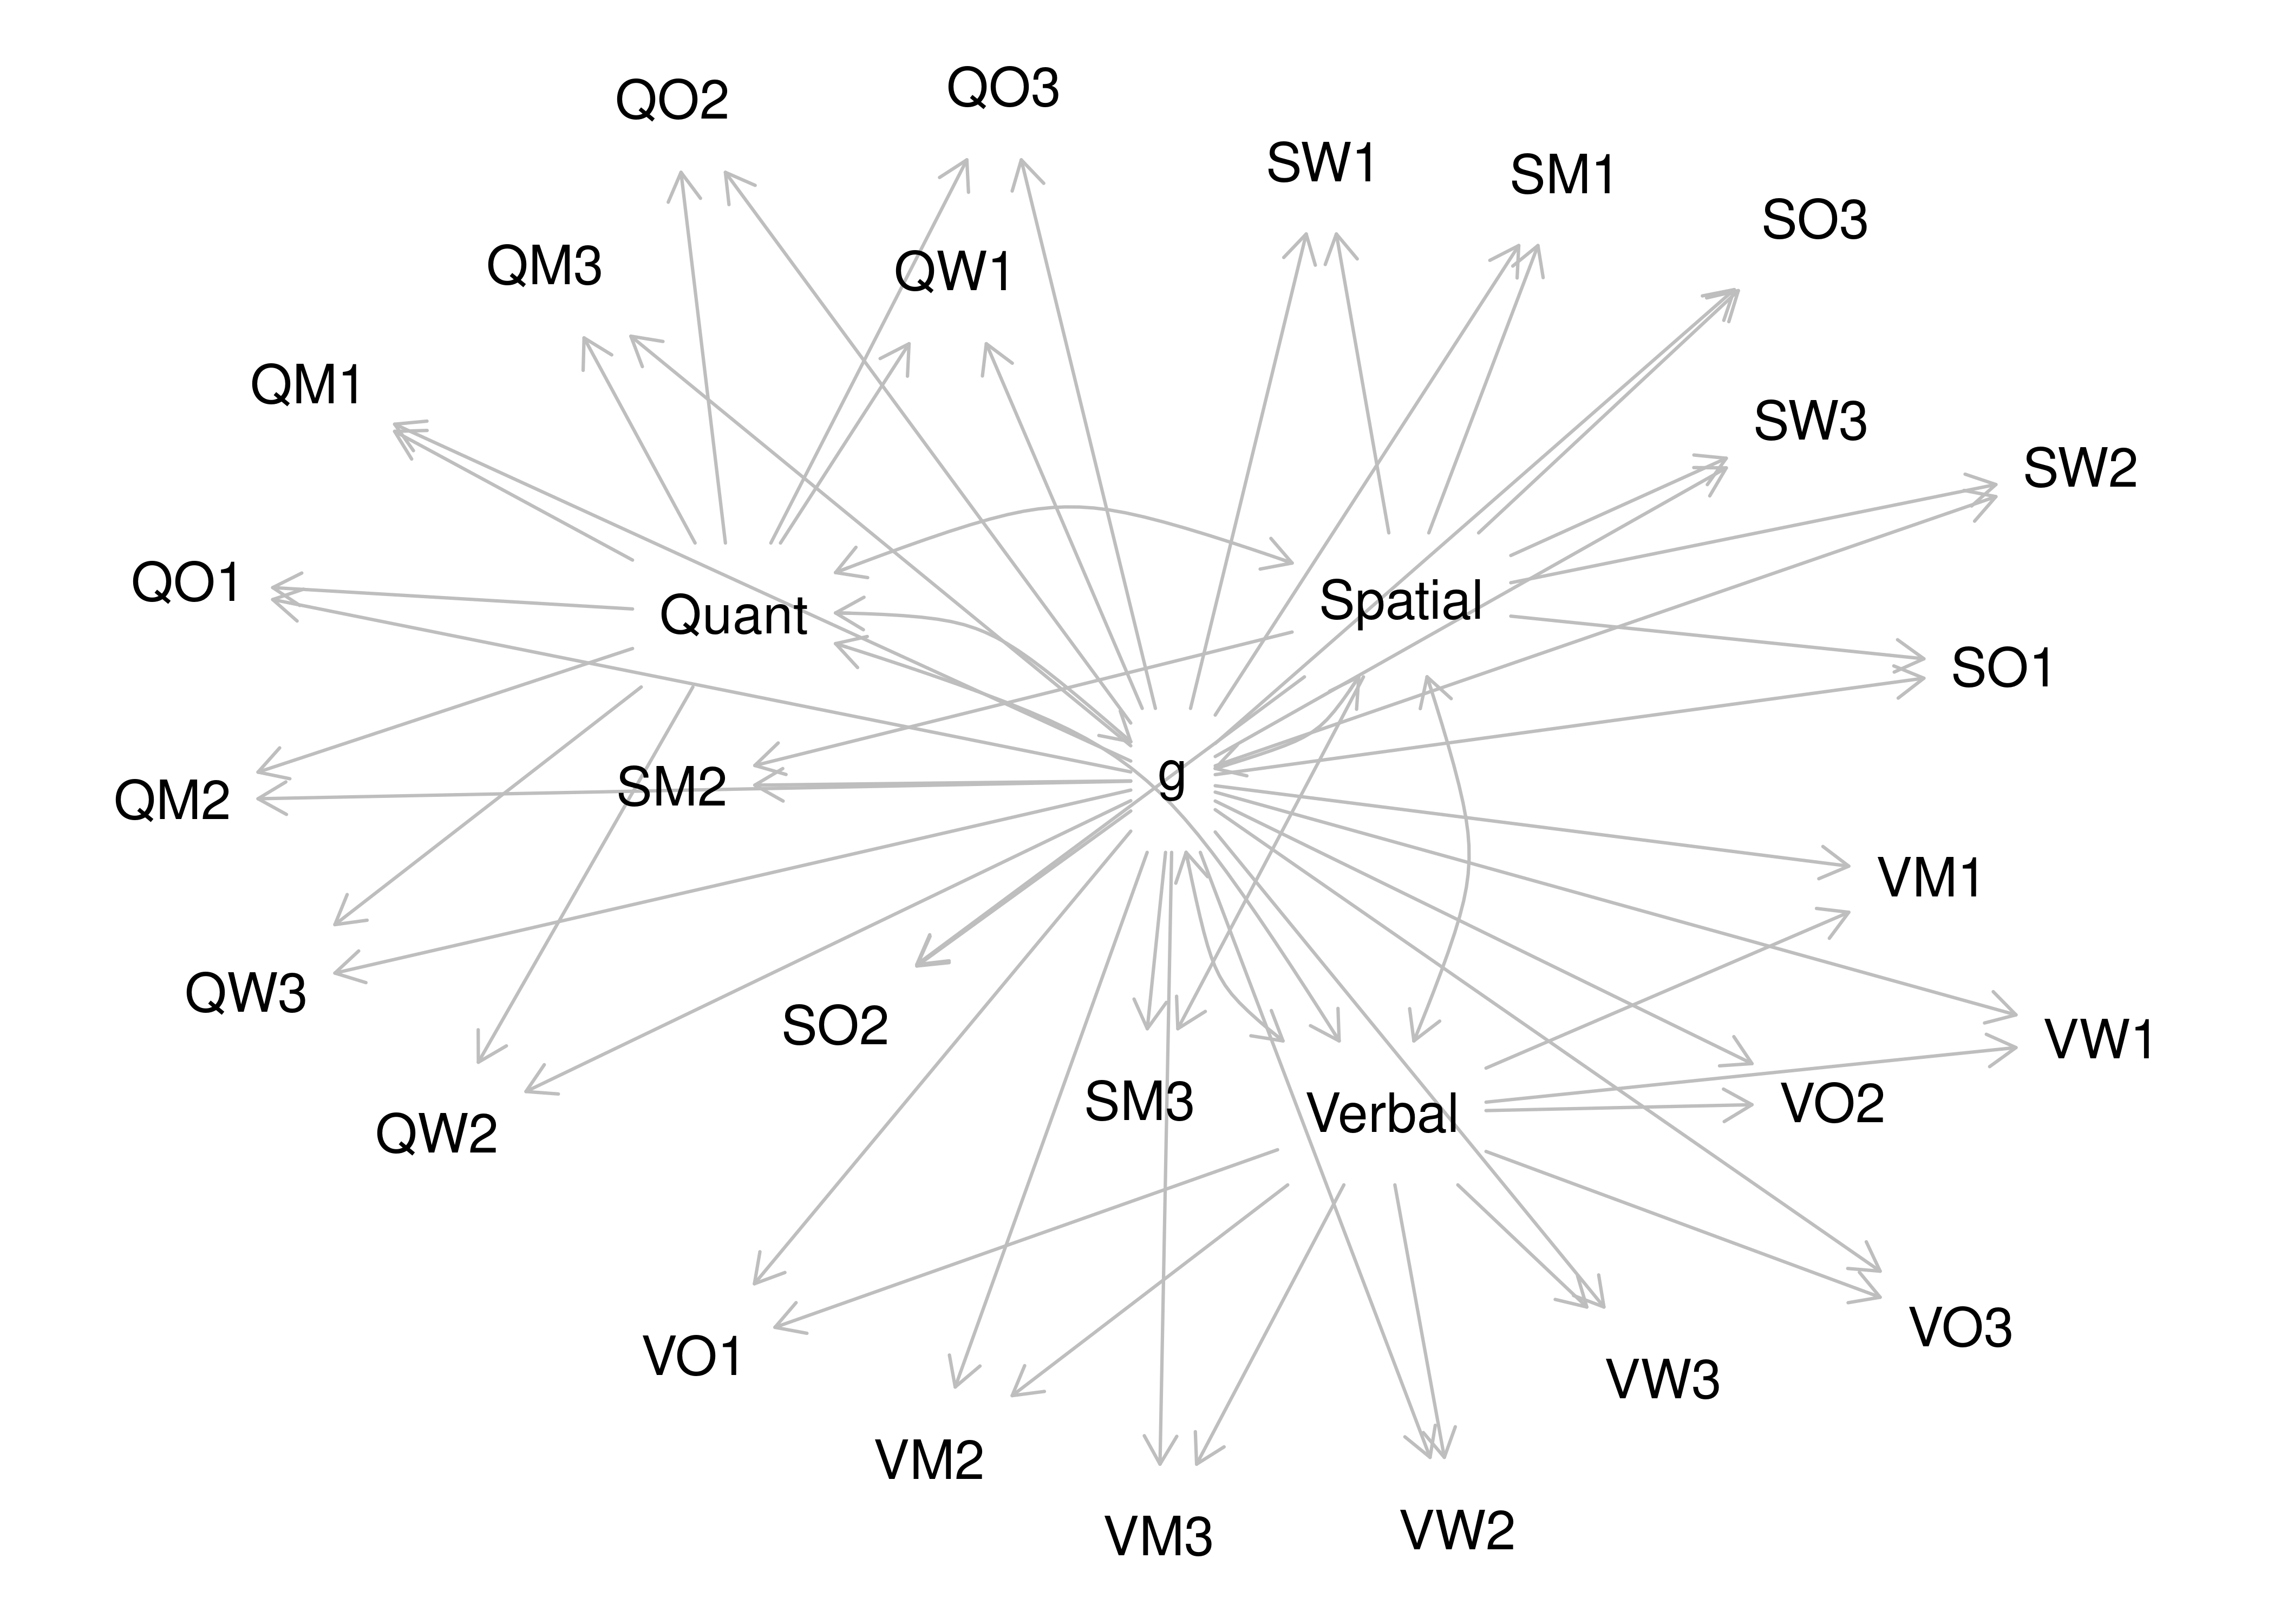 QO3
QO2
SW1
SM1
SO3
QM3
QW1
QM1
SW3
SW2
QO1
Spatial
Quant
SO1
g
SM2
QM2
VM1
QW3
SO2
VW1
SM3
VO2
Verbal
QW2
VO3
VO1
VW3
VM2
VW2
VM3